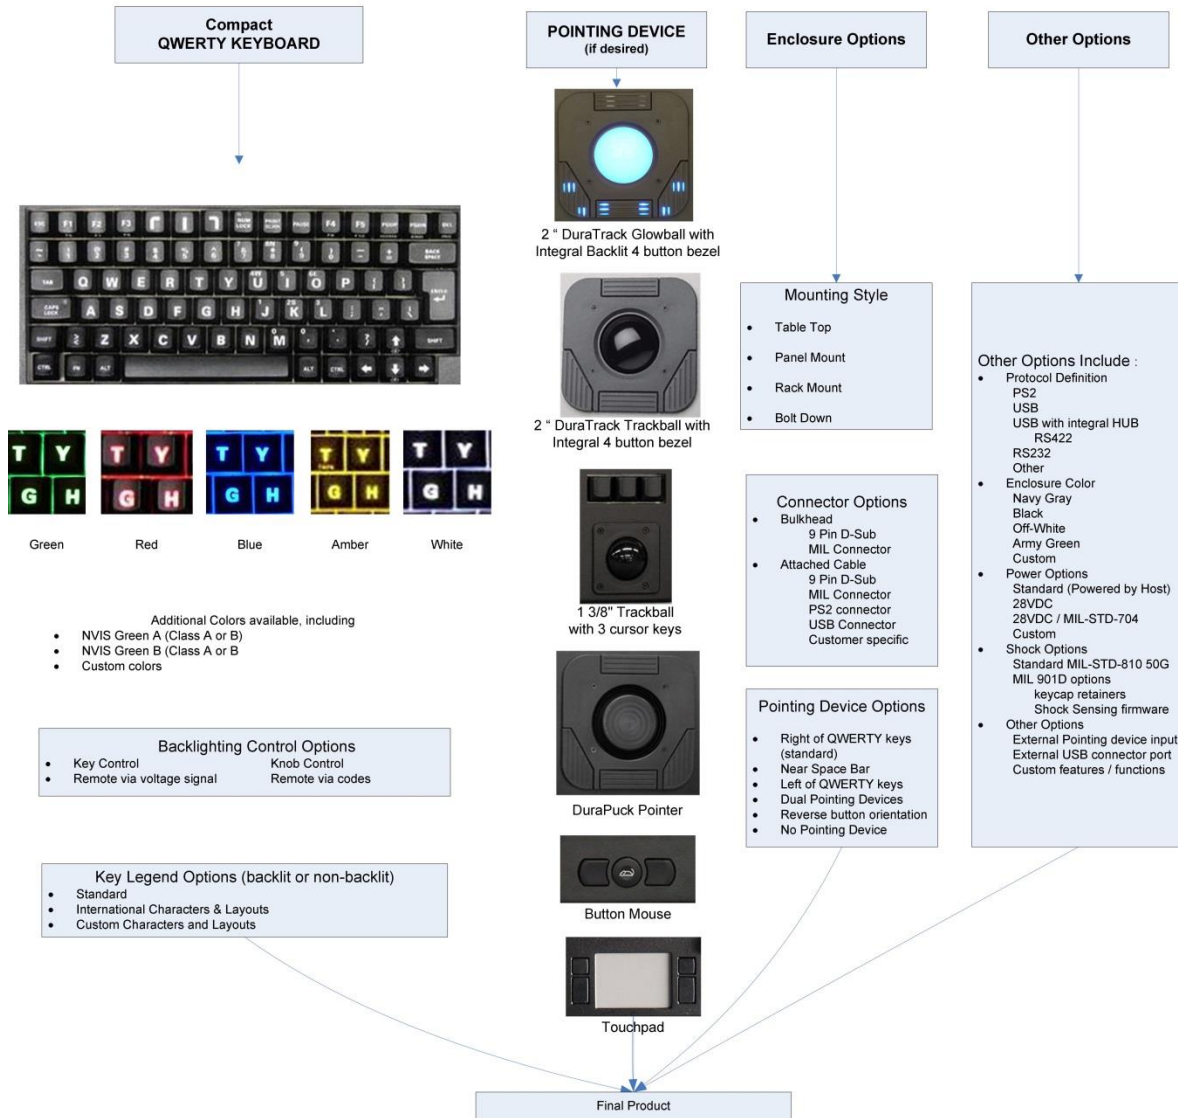 Compact
QWERTY KEYBOARD
T Y
G H
T Y
G H
T Y
G H
T Y
G H
T Y
G H
Green
Red
Blue
Amber
White
Additional Colors available, including
• NVIS Green A (Class A or B)
• NVIS Green B (Class A or B
• Custom colors
Backlighting Control Options
• Key Control Knob Control
• Remote via voltage signal Remote via codes
Key Legend Options (backlit or non-backlit)
• Standard
• International Characters & Layouts
• Custom Characters and Layouts
POINTING DEVICE
(if desired)
2 “ DuraTrack Glowball with
Integral Backlit 4 button bezel
2 “ DuraTrack Trackball with
Integral 4 button bezel
1 3/8" Trackball
with 3 cursor keys
DuraPuck Pointer
Button Mouse
Touchpad
Enclosure Options
Mounting Style
• Table Top
• Panel Mount
• Rack Mount
• Bolt Down
Connector Options
• Bulkhead
9 Pin D-Sub
MIL Connector
• Attached Cable
9 Pin D-Sub
MIL Connector
PS2 connector
USB Connector
Customer specific
Pointing Device Options
• Right of QWERTY keys
(standard)
• Near Space Bar
• Left of QWERTY keys
• Dual Pointing Devices
• Reverse button orientation
• No Pointing Device
Other Options
Other Options Include :
• Protocol Definition
PS2
USB
USB with integral HUB
RS422
RS232
Other
• Enclosure Color
Navy Gray
Black
Off-White
Army Green
Custom
• Power Options
Standard (Powered by Host)
28VDC
28VDC / MIL-STD-704
Custom
• Shock Options
Standard MIL-STD-810 50G
MIL 901D options
keycap retainers
Shock Sensing firmware
• Other Options
External Pointing device input
External USB connector port
Custom features / functions
Final Product